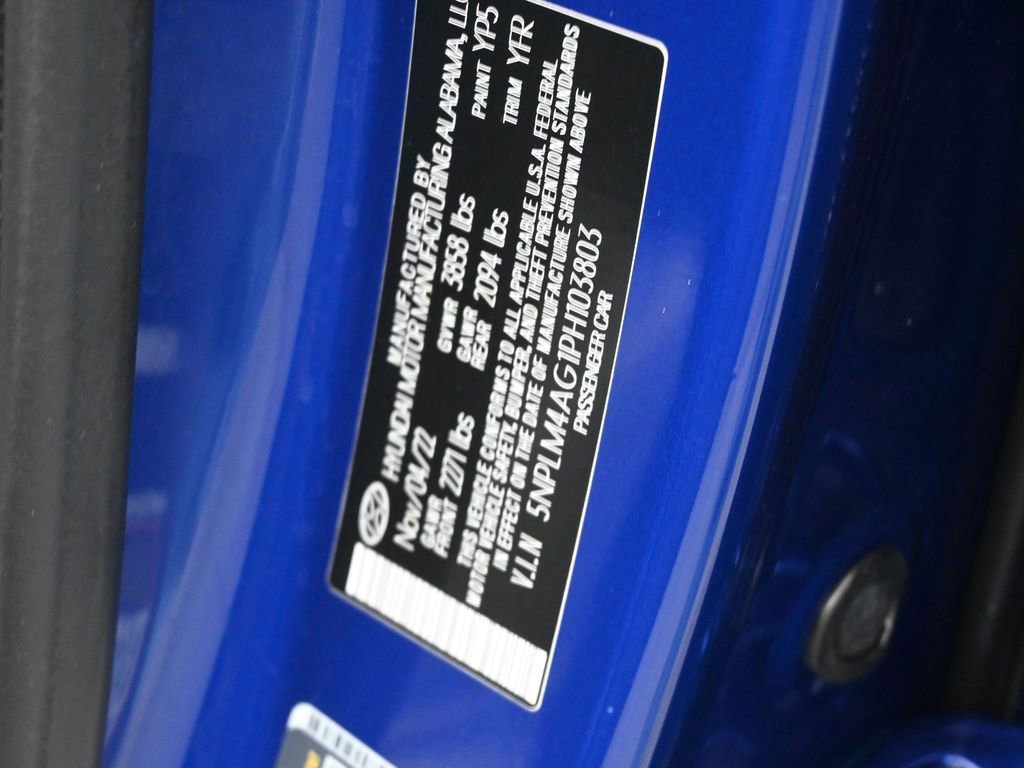 MANUFACTURED BY
HYUNDAI MOTOR MANUFACTURING ALABAMA, LLC
Nov/04/22 GVWR 3858 lbs PAINT YP5
GAWR FRONT 2271 lbs GAWR REAR 2094 lbs TRIM YFR
THIS VEHICLE CONFORMS TO ALL APPLICABLE U.S.A. FEDERAL
MOTOR VEHICLE SAFETY, BUMPER, AND THEFT PREVENTION STANDARDS
IN EFFECT ON THE DATE OF MANUFACTURE SHOWN ABOVE
V.I.N 5NPLM4AG1PH103803
PASSENGER CAR